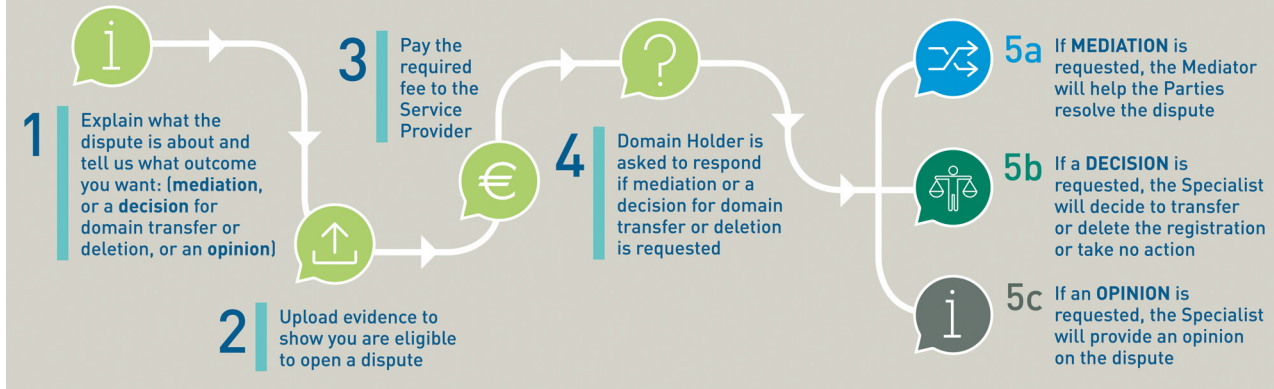 1
Explain what the
dispute is about and
tell us what outcome
you want: (mediation,
or a decision for
domain transfer or
deletion, or an opinion)
2
Upload evidence to
show you are eligible
to open a dispute
3
Pay the
required
fee to the
Service
Provider
€
4
?
Domain Holder is
asked to respond
if mediation or a
decision for domain
transfer or deletion
is requested
5a
If MEDIATION is
requested, the Mediator
will help the Parties
resolve the dispute
5b
If a DECISION is
requested, the Specialist
will decide to transfer
or delete the registration
or take no action
5c
If an OPINION is
requested, the Specialist
will provide an opinion
on the dispute